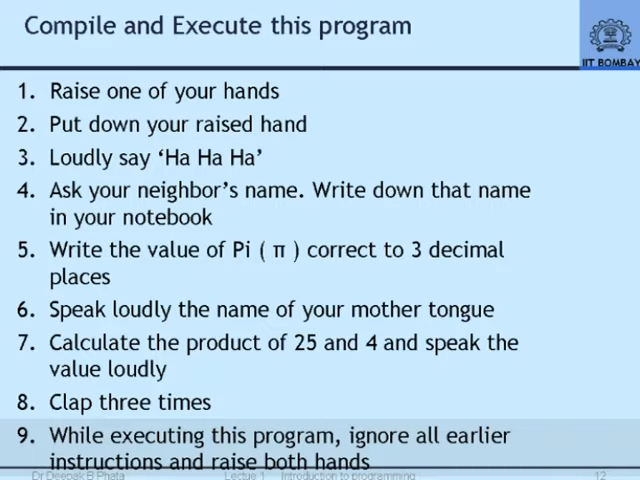 Compile and Execute this program
IIT BOMBAY
1. Raise one of your hands
2. Put down your raised hand
3. Loudly say ‘Ha Ha Ha’
4. Ask your neighbor’s name. Write down that name
in your notebook
5. Write the value of Pi ( π ) correct to 3 decimal
places
6. Speak loudly the name of your mother tongue
7. Calculate the product of 25 and 4 and speak the
value loudly
8. Clap three times
9. While executing this program, ignore all earlier
instructions and raise both hands
Dr Deepak B Phata Lectue 1 Introduction to programming 12